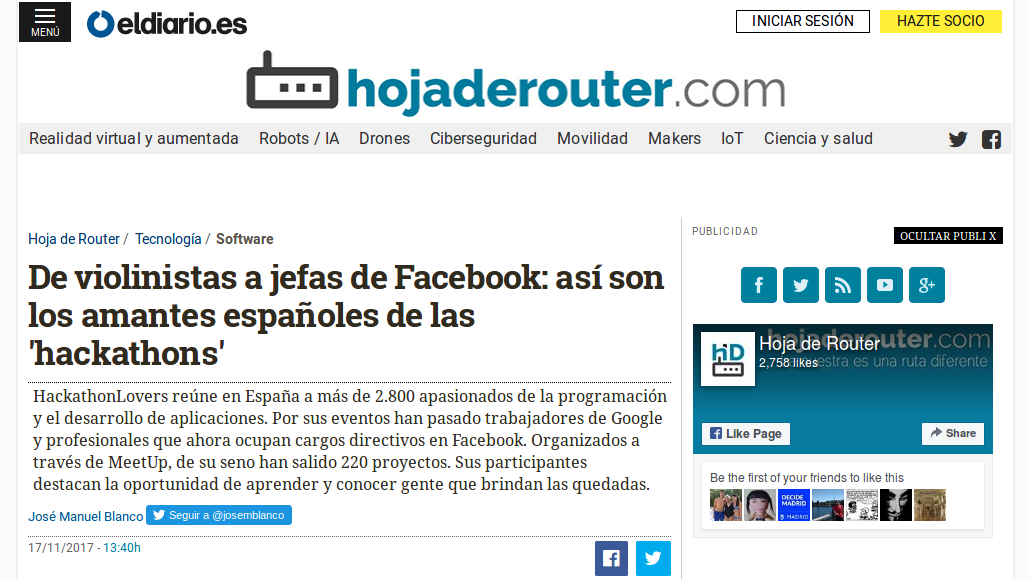 MENÚ
eldiario.es
INICIAR SESIÓN
HAZTE SOCIO
hojaderouter.com
Realidad virtual y aumentada Robots / IA Drones Ciberseguridad Movilidad Makers IoT Ciencia y salud
Hoja de Router / Tecnología / Software
De violinistas a jefas de Facebook: así son
los amantes españoles de las
'hackathons'
HackathonLovers reúne en España a más de 2.800 apasionados de la programación
y el desarrollo de aplicaciones. Por sus eventos han pasado trabajadores de Google
y profesionales que ahora ocupan cargos directivos en Facebook. Organizados a
través de MeetUp, de su seno han salido 220 proyectos. Sus participantes
destacan la oportunidad de aprender y conocer gente que brindan las quedadas.
José Manuel Blanco Seguir a @josemblanco
17/11/2017 - 13:40h
PUBLICIDAD
OCULTAR PUBLI X
hojaderouter.com
hD
Hoja de Router
2,758 likes
estra es una ruta diferente
Like Page
Share
Be the first of your friends to like this
DECIDE
MADRID
MADRID